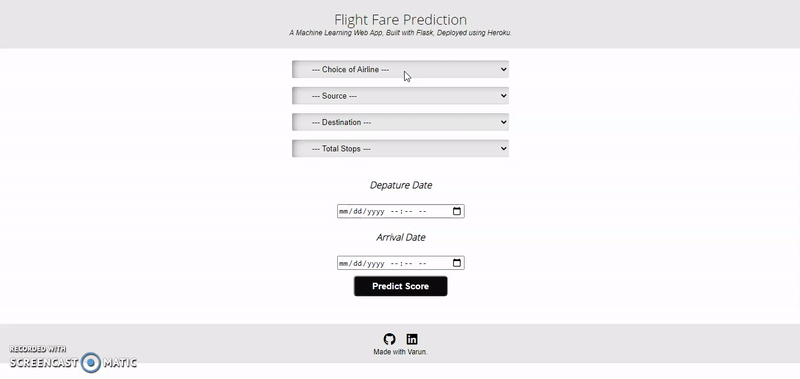 Flight Fare Prediction
A Machine Learning Web App, Built with Flask, Deployed using Heroku.
--- Choice of Airline ---
--- Source ---
--- Destination ---
--- Total Stops ---
Depature Date
mm/dd/yyyy --:-- --
Arrival Date
mm/dd/yyyy --:-- --
Predict Score
Made with Varun.
RECORDED WITH
SCREENCAST MATIC